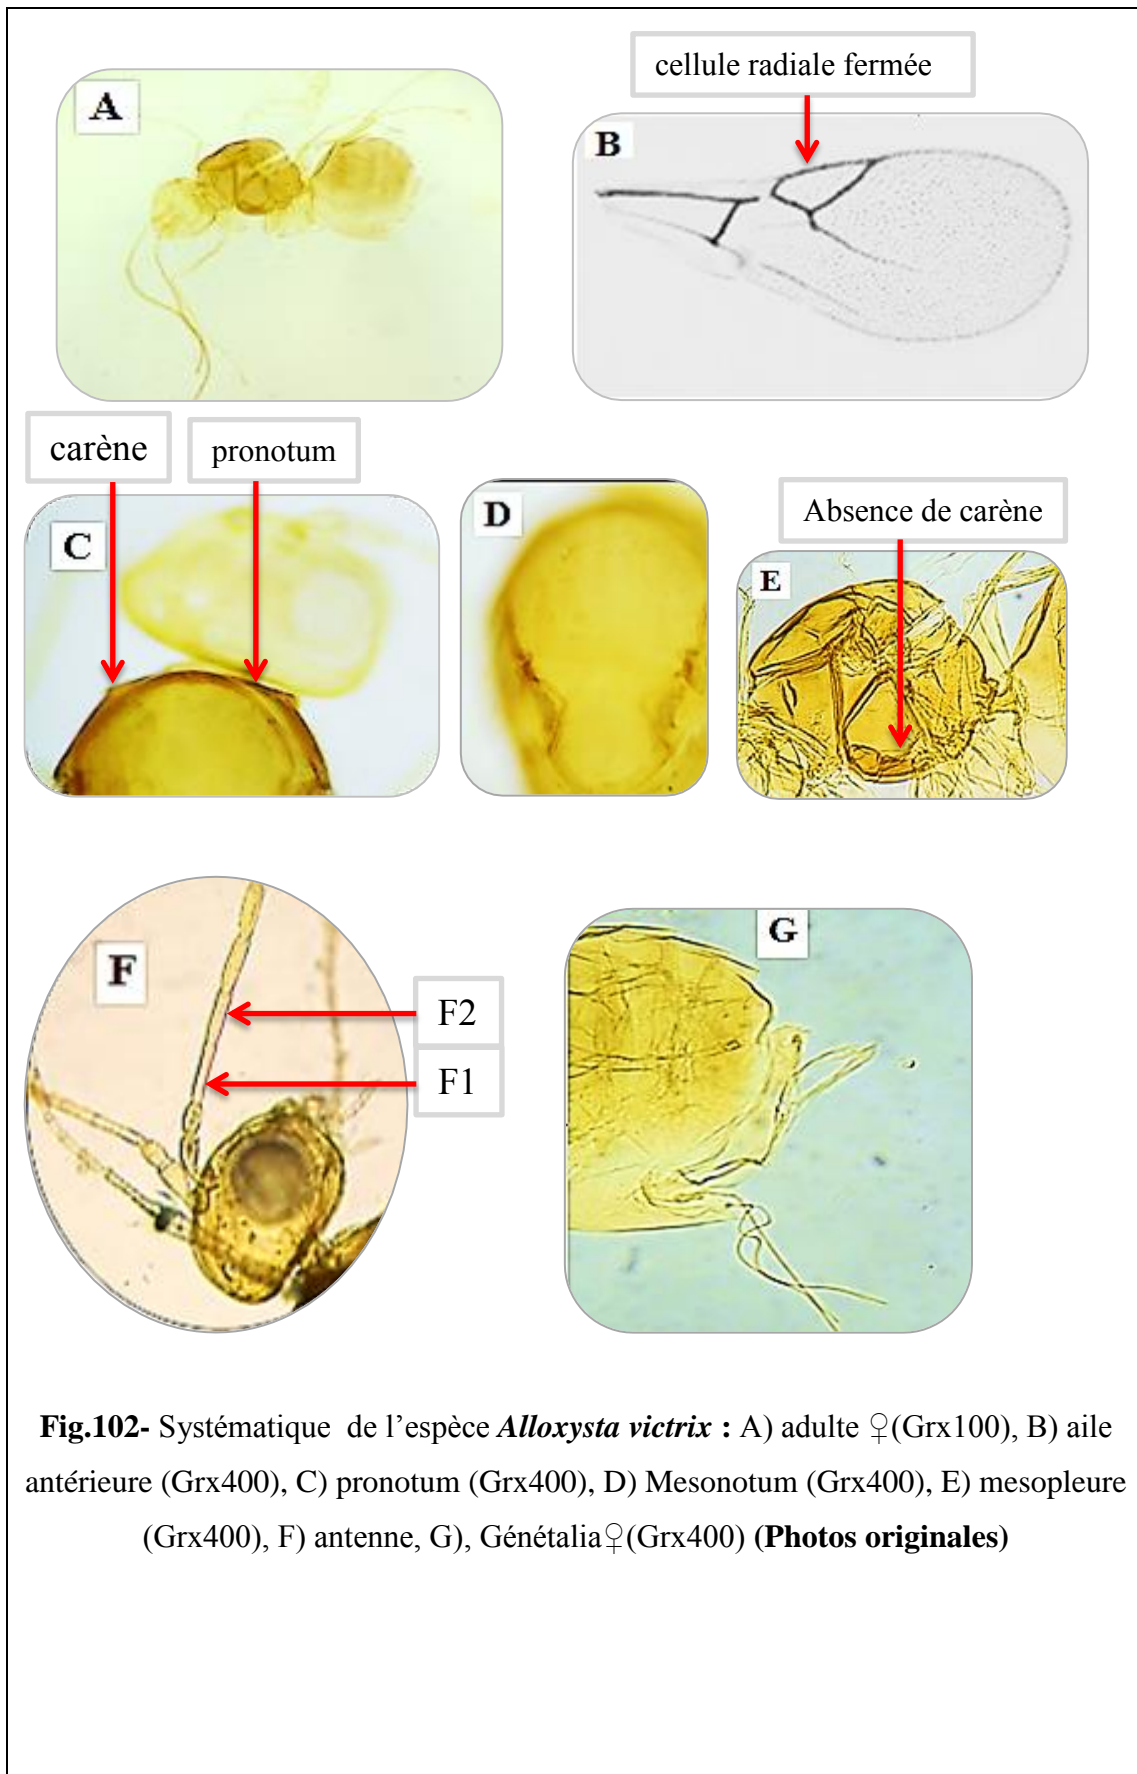 cellule radiale fermée
A
B
carène
pronotum
C
D
Absence de carène
E
F
F2
F1
G
Fig.102- Systématique de l’espèce Alloxysta victrix : A) adulte ♀(Grx100), B) aile
antérieure (Grx400), C) pronotum (Grx400), D) Mesonotum (Grx400), E) mesopleure
(Grx400), F) antenne, G), Génétalia♀(Grx400) (Photos originales)